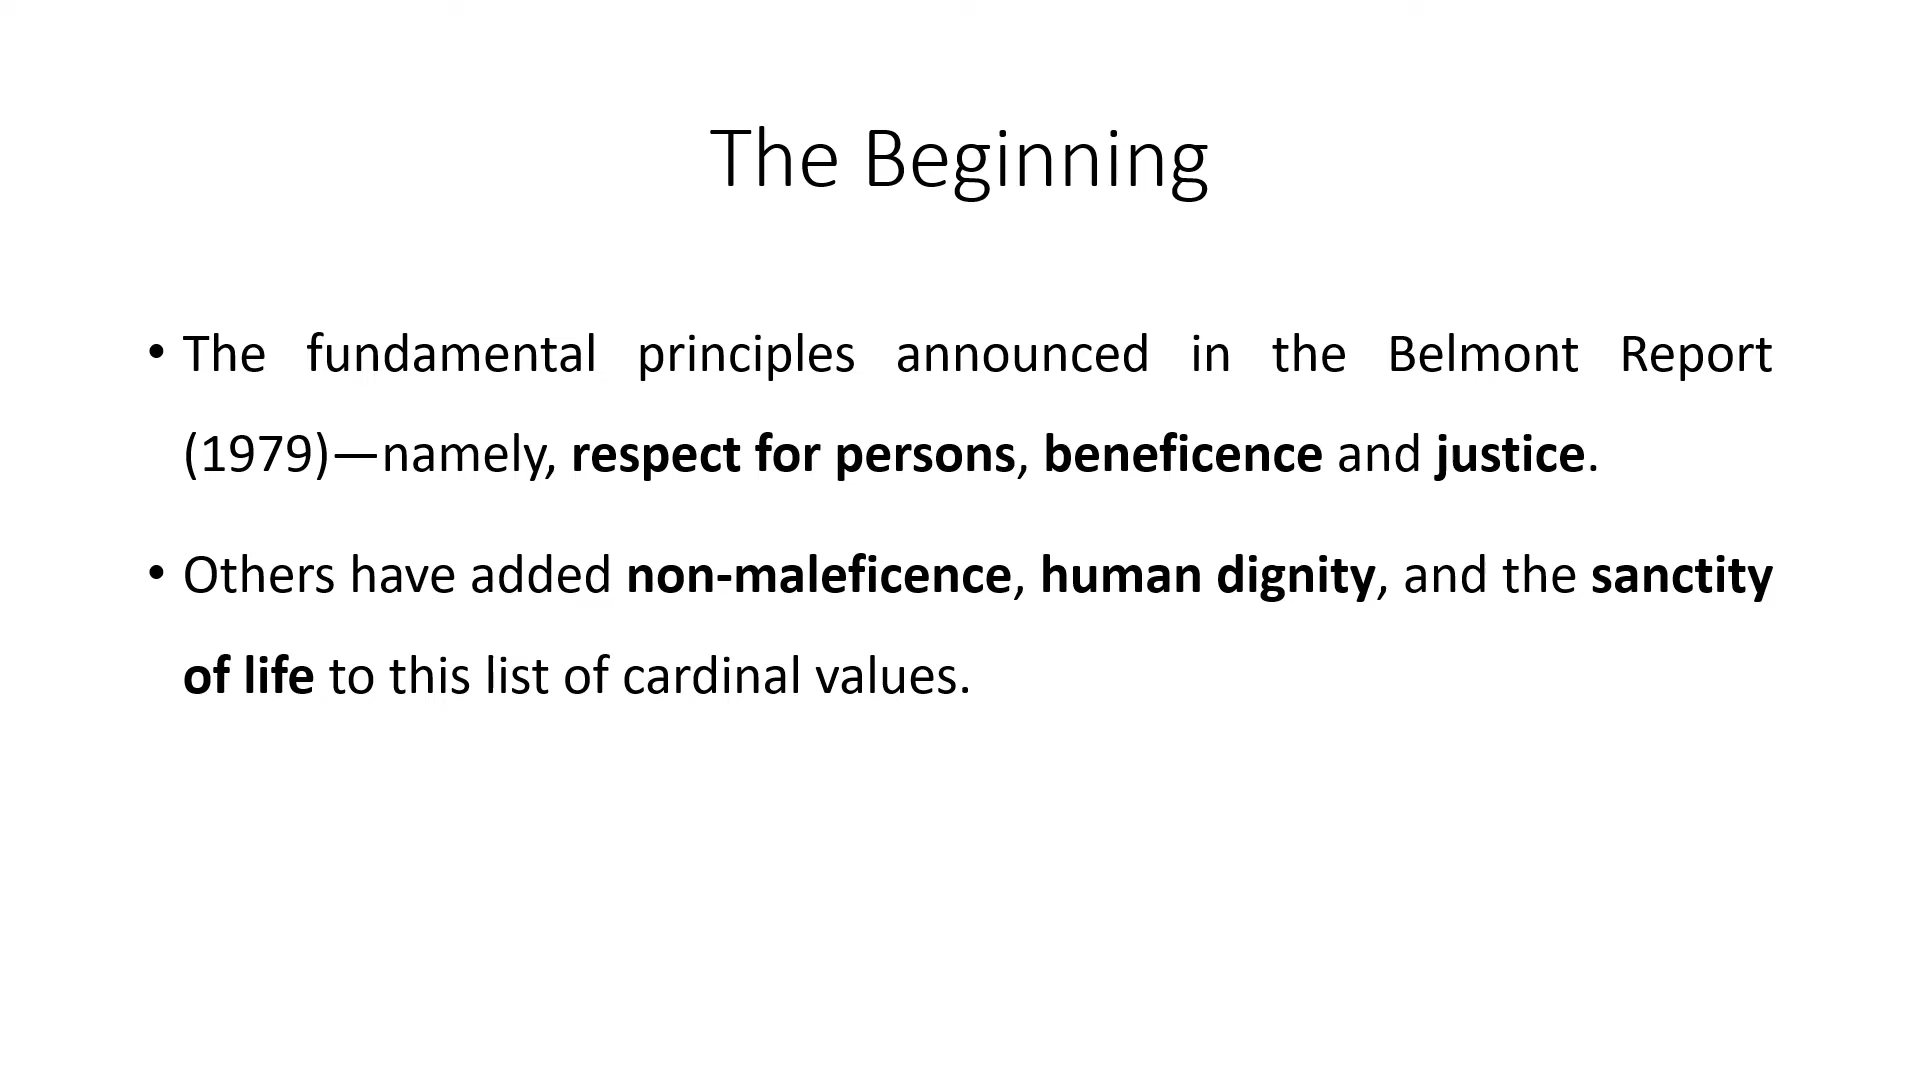 The Beginning
• The fundamental principles announced in the Belmont Report
(1979)—namely, respect for persons, beneficence and justice.
• Others have added non-maleficence, human dignity, and the sanctity
of life to this list of cardinal values.